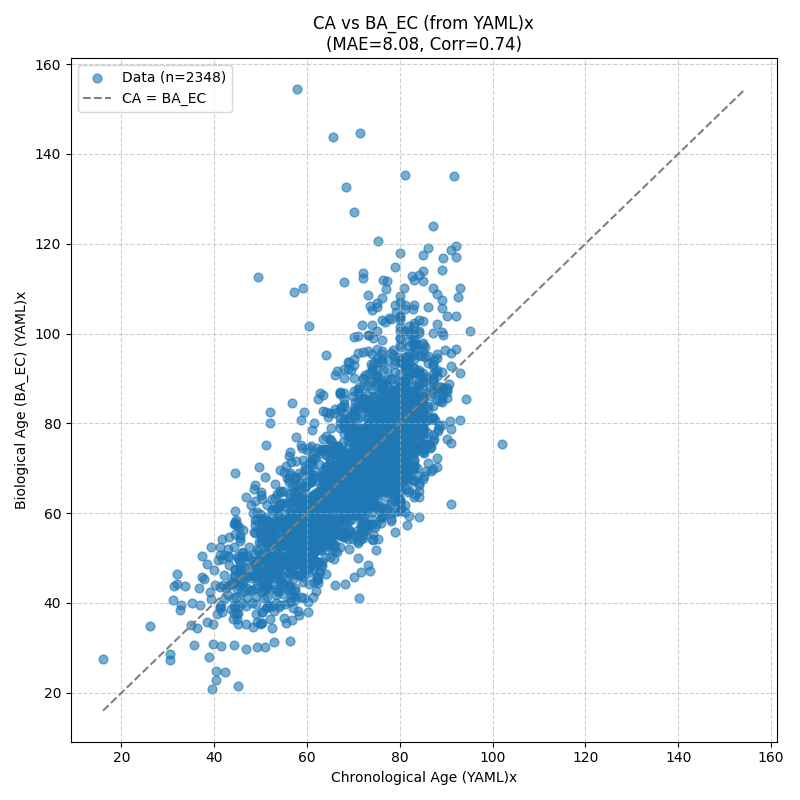 CA vs BA_EC (from YAML)x
(MAE=8.08, Corr=0.74)
Data (n=2348)
CA = BA_EC
Biological Age (BA_EC) (YAML)x
160
140
120
100
80
60
40
20
20 40 60 80 100 120 140 160
Chronological Age (YAML)x